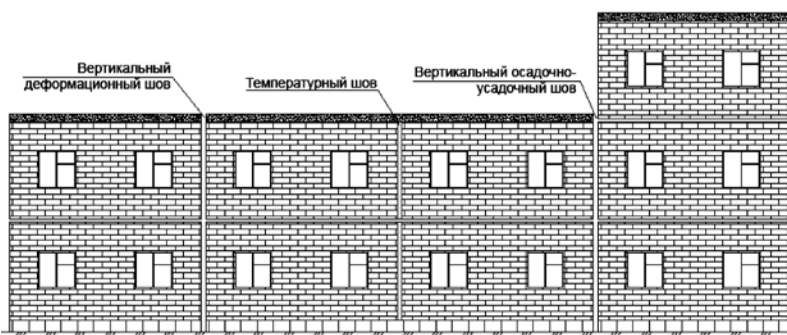 Вертикальный
деформационный шов
Температурный шов
Вертикальный осадочно-
усадочный шов